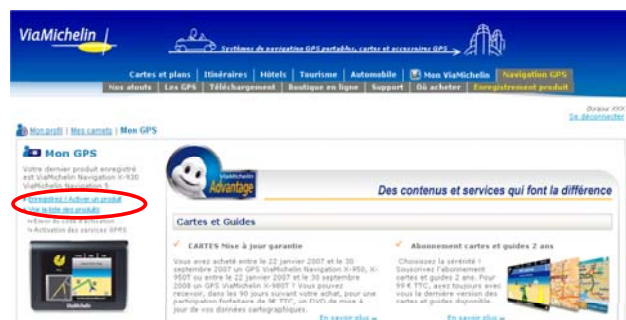 ViaMichelin
Systèmes de navigation GPS portables, cartes et accessoires GPS
Cartes et plans | Itinéraires | Hôtels | Tourisme | Automobile | Mon ViaMichelin | Navigation GPS
Nos atouts | Les GPS | Téléchargement | Boutique en ligne | Support | Où acheter | Enregistrement produit
Bonjour XXX
Se déconnecter
Mon profil | Mes carnets | Mon GPS
Mon GPS
Votre dernier produit enregistré
est ViaMichelin Navigation X-930
ViaMichelin Navigation 5
Enregistrez / Activer un produit
Voir la liste des produits
Activation des services GPRS
ViaMichelin
ViaMichelin
Advantage
Des contenus et services qui font la différence
Cartes et Guides
CARTES Mise à jour garantie
Vous avez acheté entre le 22 janvier 2007 et le 30
septembre 2007 un GPS ViaMichelin Navigation X-950, X-
950T ou entre le 22 janvier 2007 et le 30 septembre
2008 un GPS ViaMichelin X-980T ? Vous pouvez
recevoir, dans les 90 jours suivant votre achat, pour une
participation forfaitaire de 9€ TTC, un DVD de mise à
jour de vos données cartographiques.
En savoir plus
Abonnement cartes et guides 2 ans
Choisissez la sérénité !
Souscrivez l'abonnement
cartes et guides 2 ans. Pour
99 € TTC, ayez toujours avec
vous la dernière version des
cartes et guides disponible.
En savoir plus